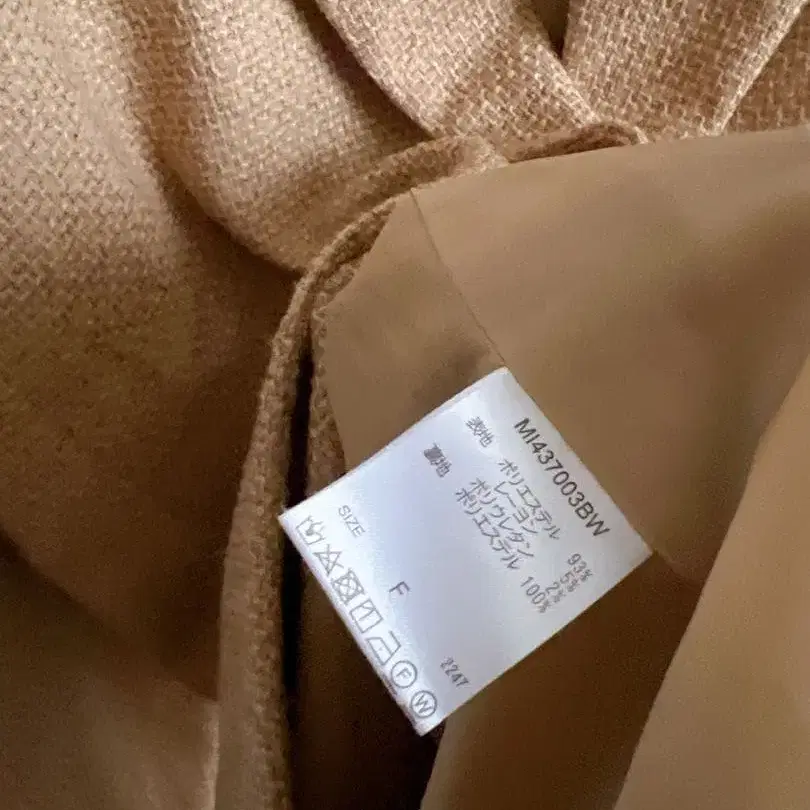 MI437003BW
表地 ポリエステル 93%
レーヨン 5%
ポリウレタン 2%
裏地 ポリエステル 100%
SIZE F
F
W
2247